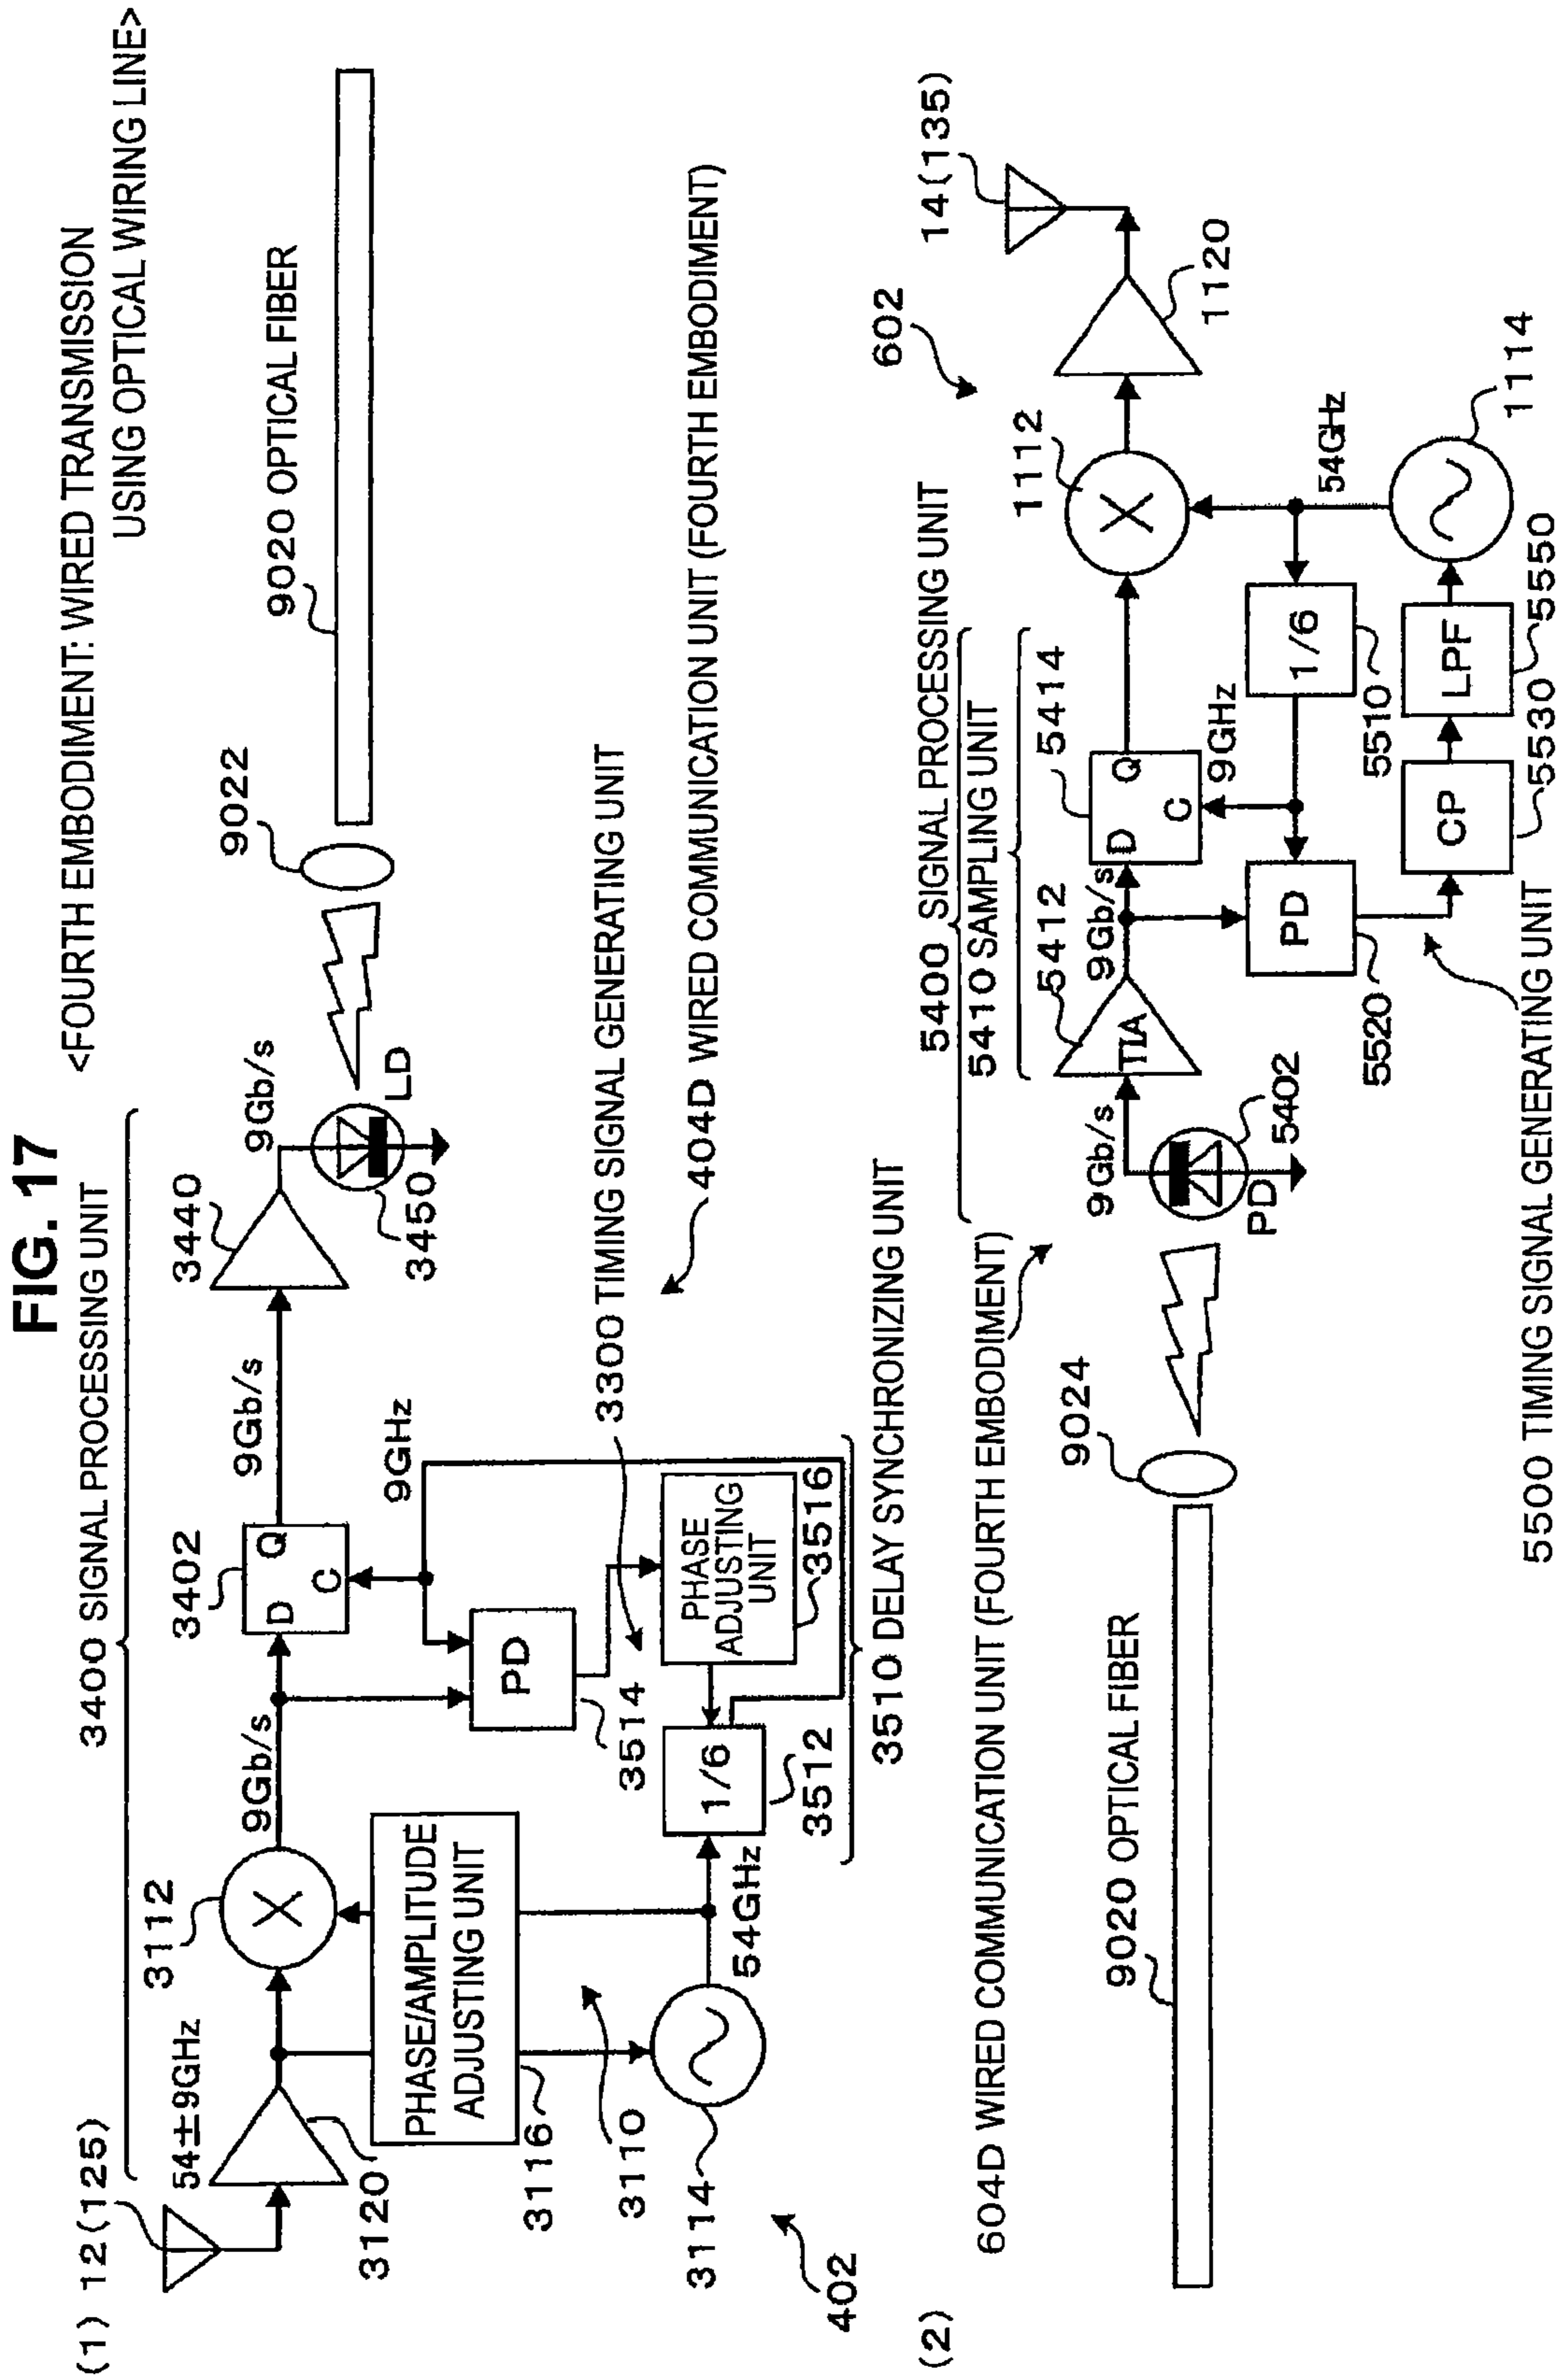 FIG. 17
<FOURTH EMBODIMENT: WIRED TRANSMISSION
USING OPTICAL WIRING LINE>
(1)
12(125)
3400 SIGNAL PROCESSING UNIT
54±9GHz
3120
3112
9Gb/s
3402
D
Q
C
9Gb/s
3440
9Gb/s
LD
3450
9022
9020 OPTICAL FIBER
PHASE/AMPLITUDE
ADJUSTING UNIT
3116
3110
3114
402
54GHz
1/6
3512
PD
3514
9GHz
PHASE
ADJUSTING
UNIT
3516
3300 TIMING SIGNAL GENERATING UNIT
404D WIRED COMMUNICATION UNIT (FOURTH EMBODIMENT)
3510 DELAY SYNCHRONIZING UNIT
(2)
604D WIRED COMMUNICATION UNIT (FOURTH EMBODIMENT)
9020 OPTICAL FIBER
9024
5400 SIGNAL PROCESSING UNIT
5410 SAMPLING UNIT
9Gb/s
PD
5402
5412
TIA
9Gb/s
5414
D
Q
C
9GHz
1112
602
1120
14(135)
PD
5520
1/6
5510
54GHz
CP
5530
LPF
5550
1114
5500 TIMING SIGNAL GENERATING UNIT